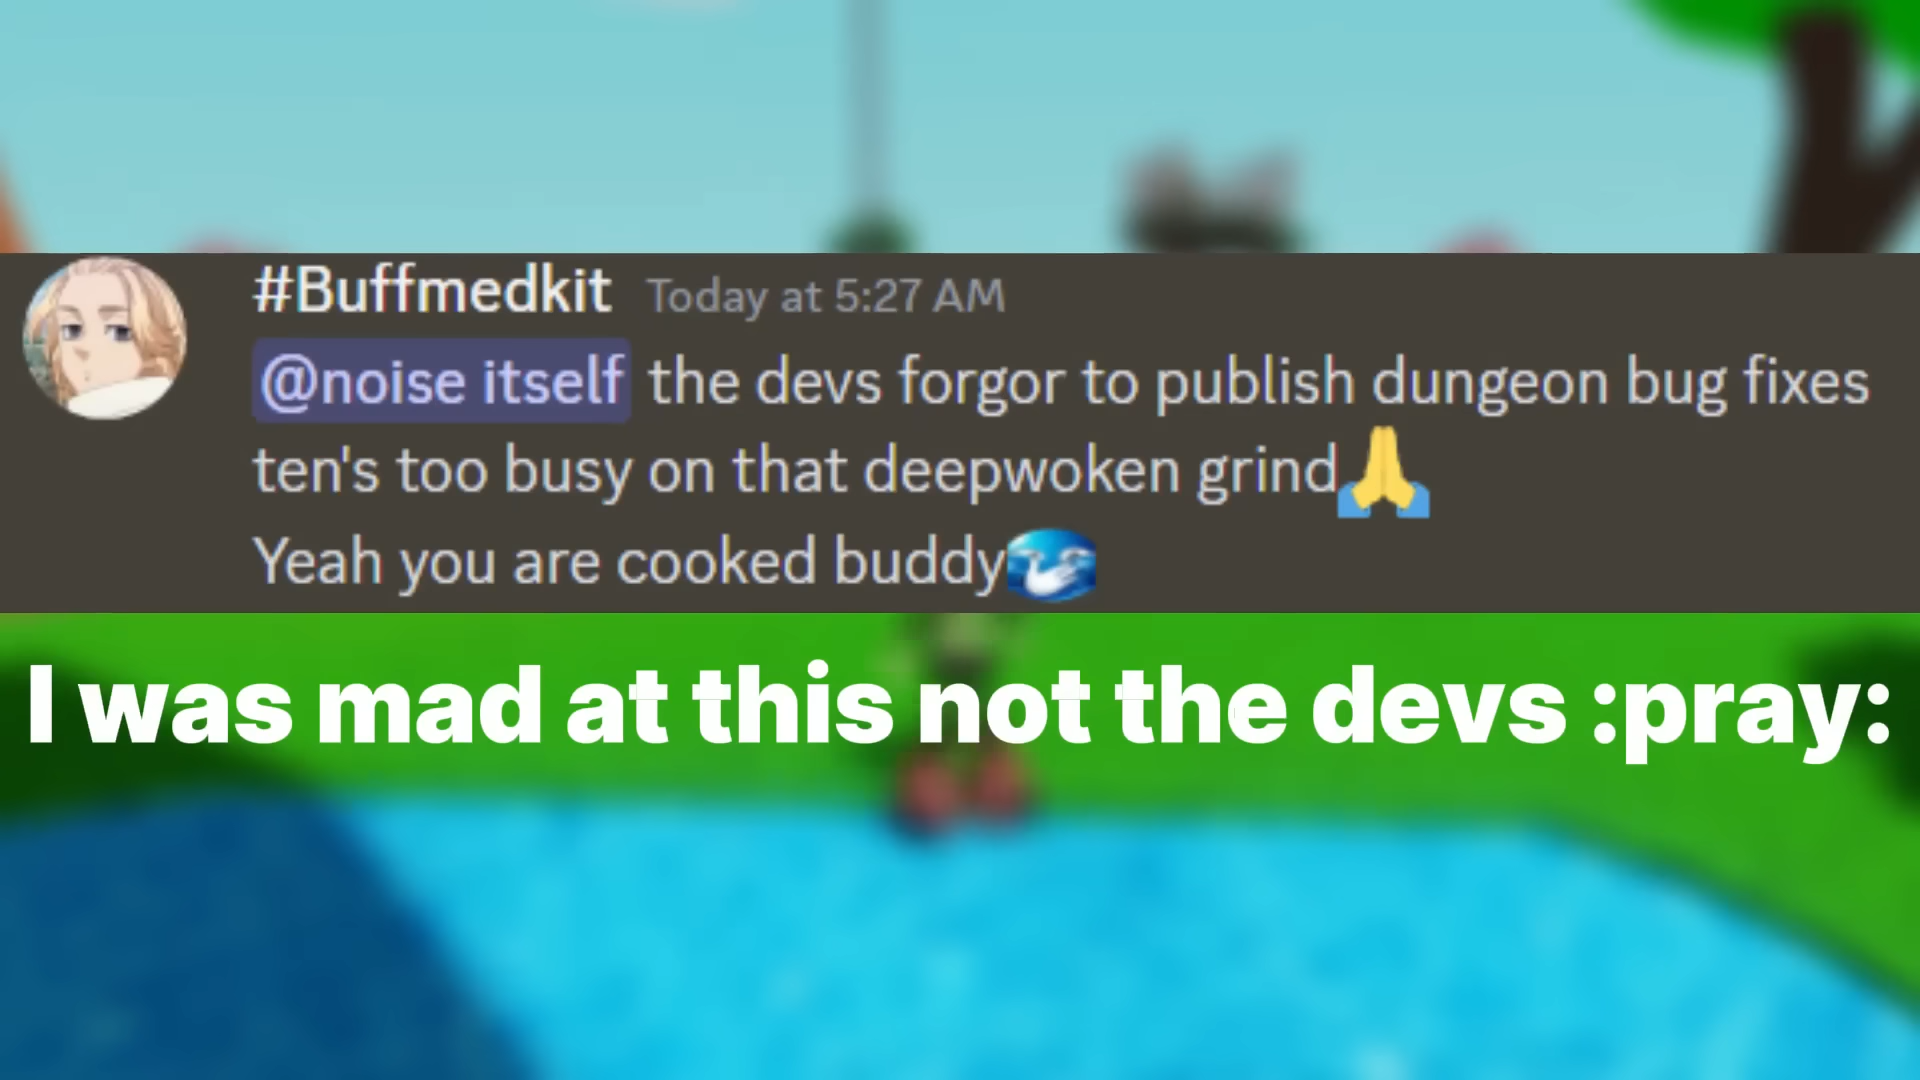 #Buffmedkit Today at 5:27 AM
@noise itself the devs forgor to publish dungeon bug fixes
ten's too busy on that deepwoken grind🙏
Yeah you are cooked buddy
I was mad at this not the devs :pray: